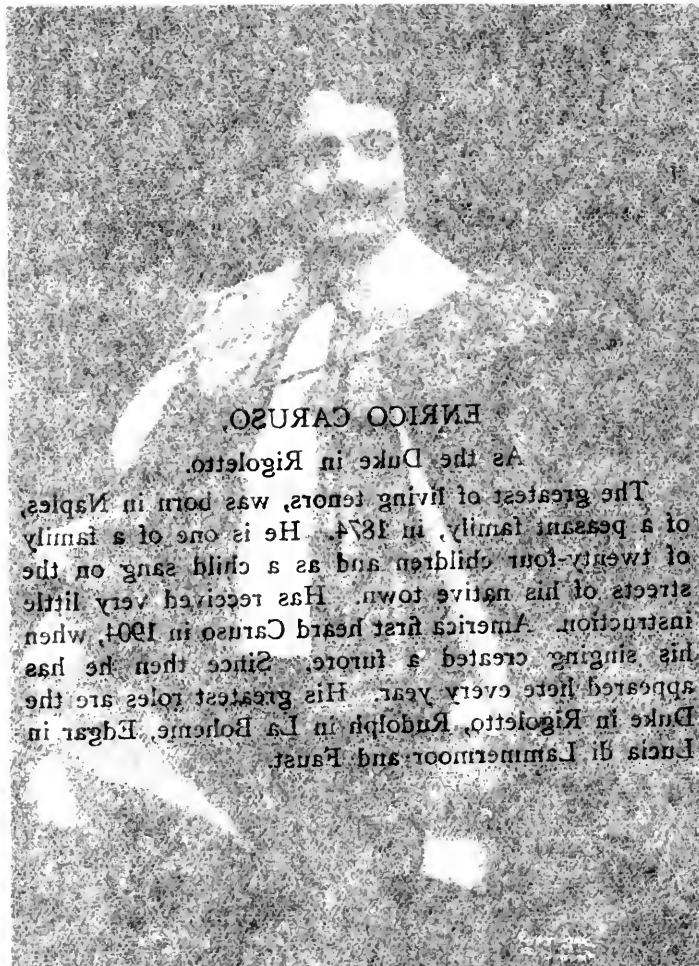 ENRICO CARUSO,
As the Duke in Rigoletto.
The greatest of living tenors, was born in Naples,
of a peasant family, in 1874. He is one of a family
of twenty-four children and as a child sang on the
streets of his native town. Has received very little
instruction. America first heard Caruso in 1904, when
his singing created a furore. Since then he has
appeared here every year. His greatest roles are the
Duke in Rigoletto, Rudolph in La Boheme, Edgar in
Lucia di Lammermoor and Faust.